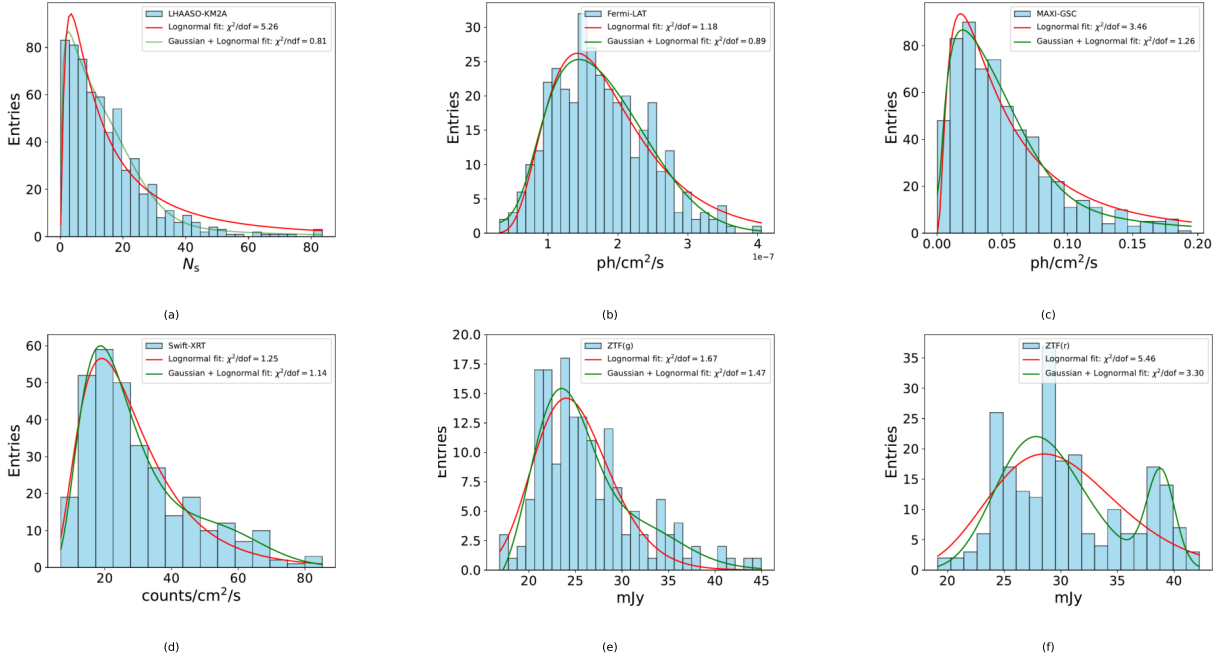 LHAASO-KM2A
Lognormal fit: χ²/dof = 5.26
Gaussian + Lognormal fit: χ²/ndf = 0.81
Entries
80
60
40
20
0
0 20 40 60 80
Nₛ
(a)
Fermi-LAT
Lognormal fit: χ²/dof = 1.18
Gaussian + Lognormal fit: χ²/dof = 0.89
Entries
30
25
20
15
10
5
0
1 2 3 4
1e−7
ph/cm²/s
(b)
MAXI-GSC
Lognormal fit: χ²/dof = 3.46
Gaussian + Lognormal fit: χ²/dof = 1.26
Entries
80
60
40
20
0
0.00 0.05 0.10 0.15 0.20
ph/cm²/s
(c)
Swift-XRT
Lognormal fit: χ²/dof = 1.25
Gaussian + Lognormal fit: χ²/dof = 1.14
Entries
60
50
40
30
20
10
0
20 40 60 80
counts/cm²/s
(d)
ZTF(g)
Lognormal fit: χ²/dof = 1.67
Gaussian + Lognormal fit: χ²/dof = 1.47
Entries
20.0
17.5
15.0
12.5
10.0
7.5
5.0
2.5
0.0
20 25 30 35 40 45
mJy
(e)
ZTF(r)
Lognormal fit: χ²/dof = 5.46
Gaussian + Lognormal fit: χ²/dof = 3.30
Entries
35
30
25
20
15
10
5
0
20 25 30 35 40
mJy
(f)